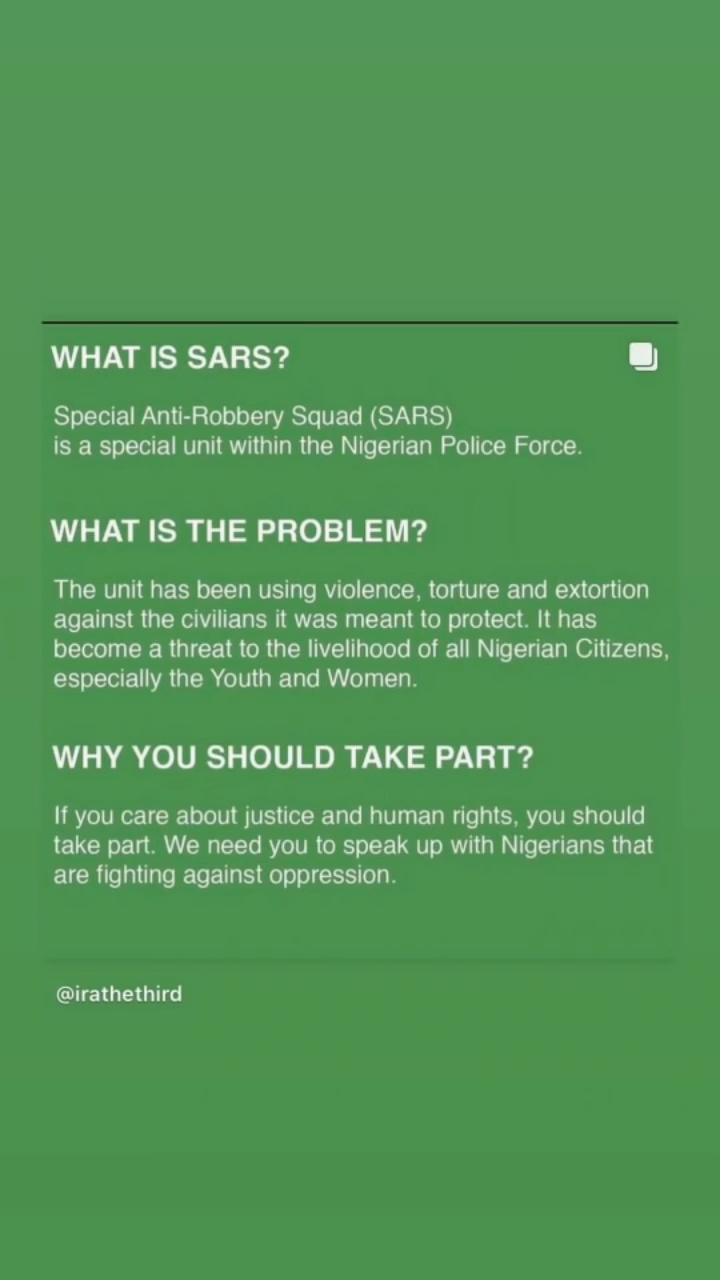 WHAT IS SARS?
Special Anti-Robbery Squad (SARS)
is a special unit within the Nigerian Police Force.
WHAT IS THE PROBLEM?
The unit has been using violence, torture and extortion
against the civilians it was meant to protect. It has
become a threat to the livelihood of all Nigerian Citizens,
especially the Youth and Women.
WHY YOU SHOULD TAKE PART?
If you care about justice and human rights, you should
take part. We need you to speak up with Nigerians that
are fighting against oppression.
@irathethird